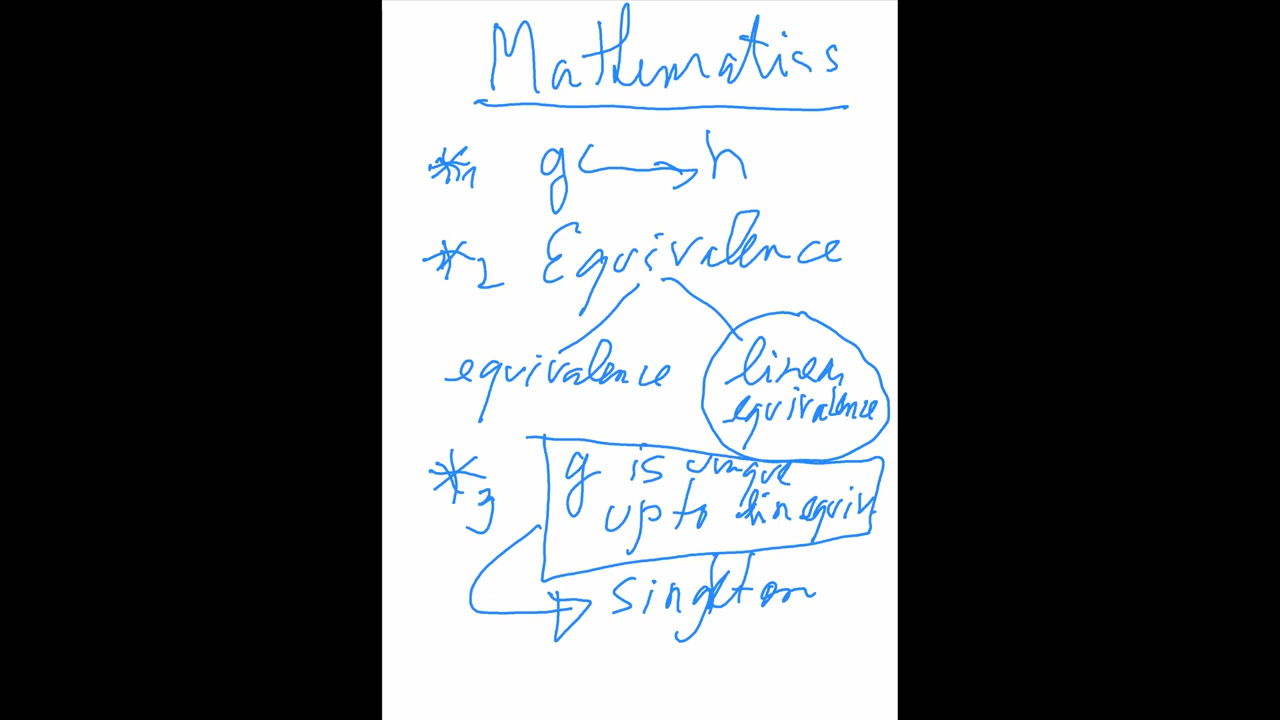 Mathematics
*1 g ↪ h
*2 Equivalence
equivalence linear equivalence
*3 g is unique
up to lin equiv
singleton